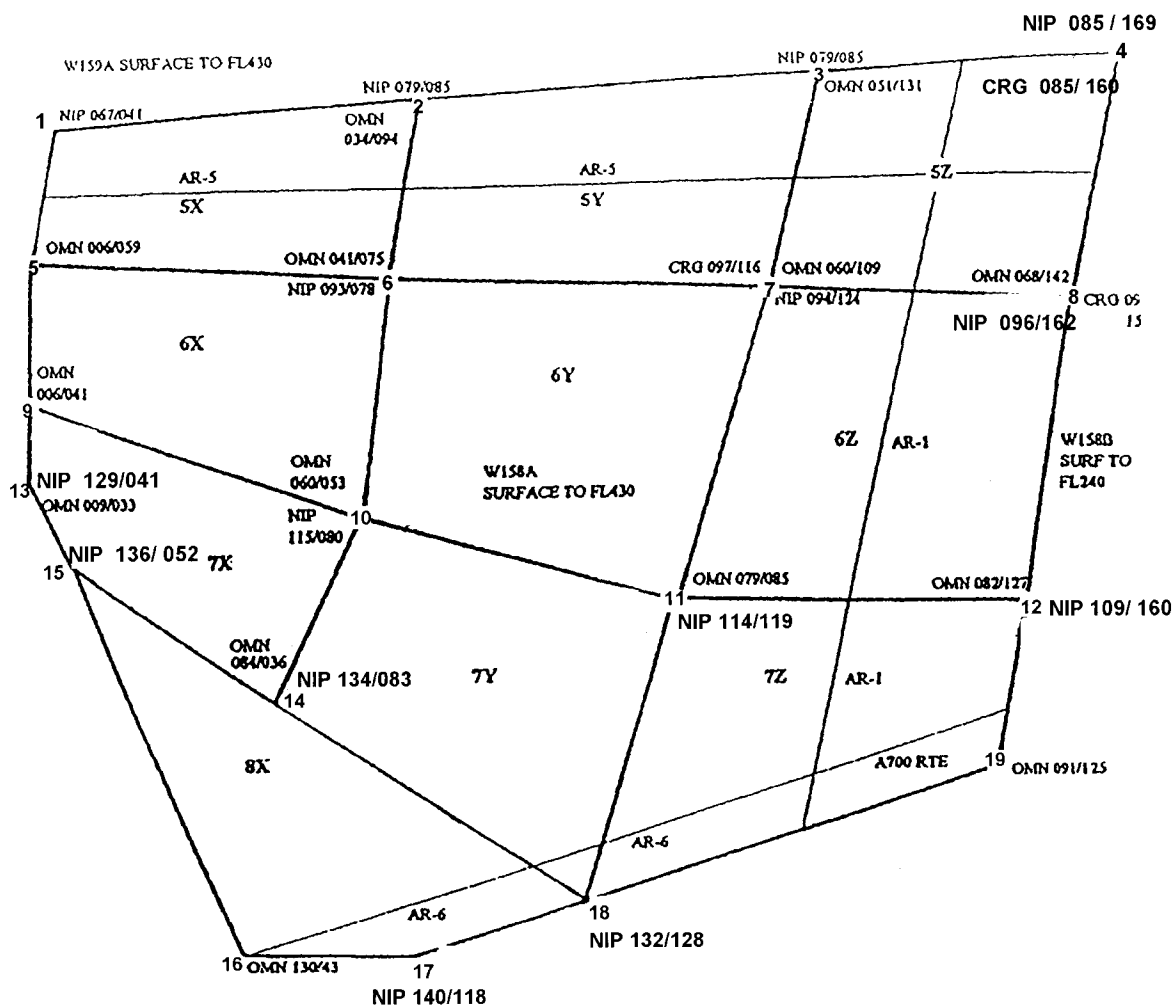 NIP 085 / 169
4
W159A SURFACE TO FL430
NIP 079/085
3
OMN 051/131
CRG 085/ 160
NIP 079/085
2
OMN
034/094
1
NIP 067/041
AR-5
AR-5
5Z
5X
5Y
OMN 006/059
5
OMN 041/075
6
NIP 093/078
CRG 097/116
OMN 060/109
7
NIP 094/124
OMN 068/142
8
CRG 09
15
NIP 096/162
6X
6Y
OMN
006/041
9
6Z
AR-1
W158B
SURF TO
FL240
OMN
060/053
W158A
SURFACE TO FL430
NIP 129/041
13
OMN 009/033
NIP
115/080
10
NIP 136/ 052
15
7X
OMN 079/085
11
NIP 114/119
OMN 082/127
12
NIP 109/ 160
OMN
084/036
NIP 134/083
14
7Y
7Z
AR-1
8X
A700 RTE
19
OMN 091/125
AR-6
AR-6
18
NIP 132/128
16
OMN 130/43
17
NIP 140/118